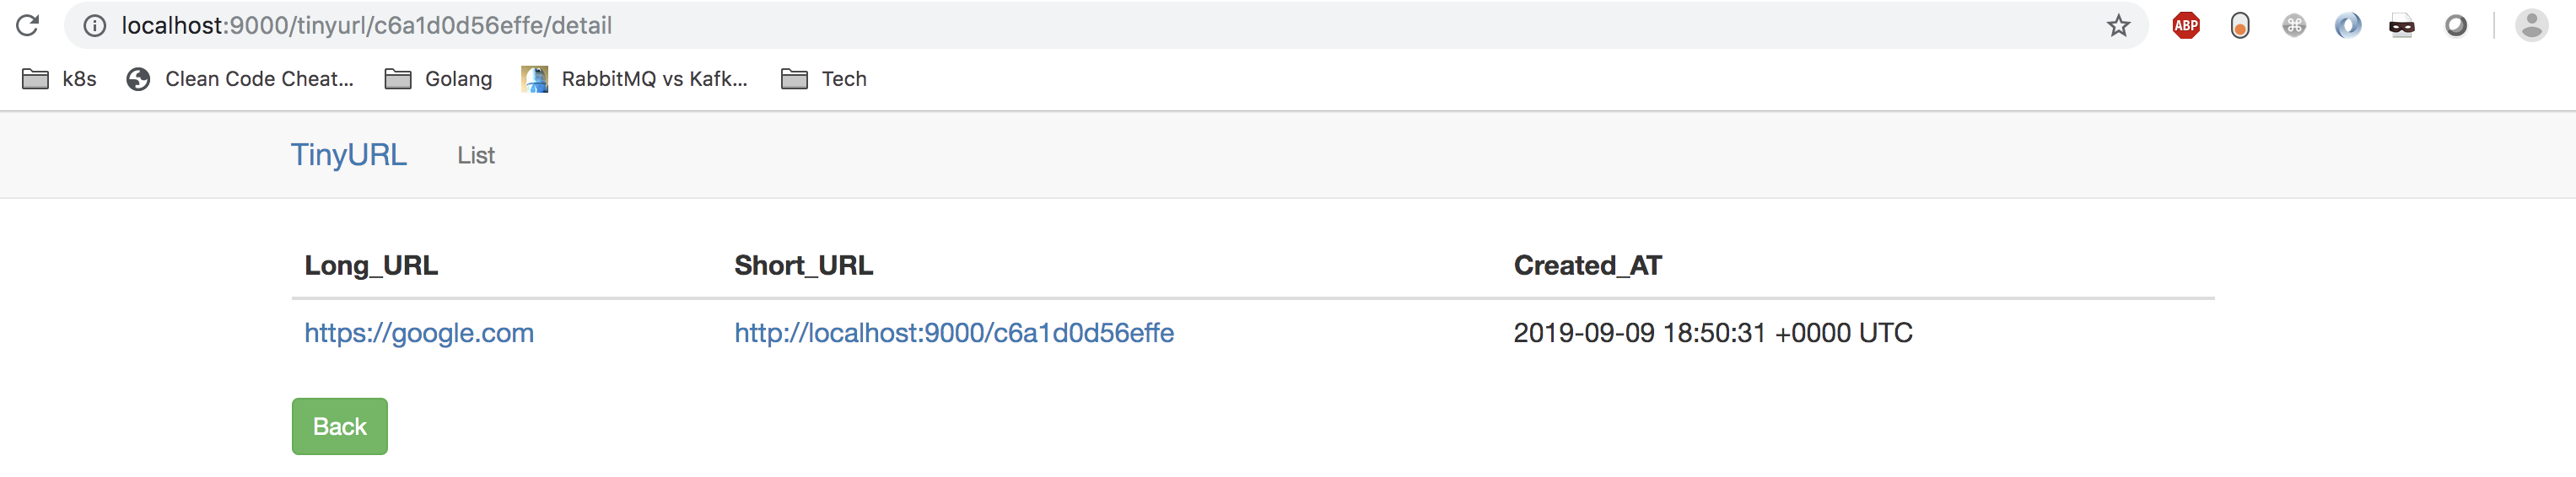 localhost:9000/tinyurl/c6a1d0d56effe/detail
ABP
k8s Clean Code Cheat... Golang RabbitMQ vs Kafk... Tech
TinyURL List
Long_URL Short_URL Created_AT
https://google.com http://localhost:9000/c6a1d0d56effe 2019-09-09 18:50:31 +0000 UTC
Back